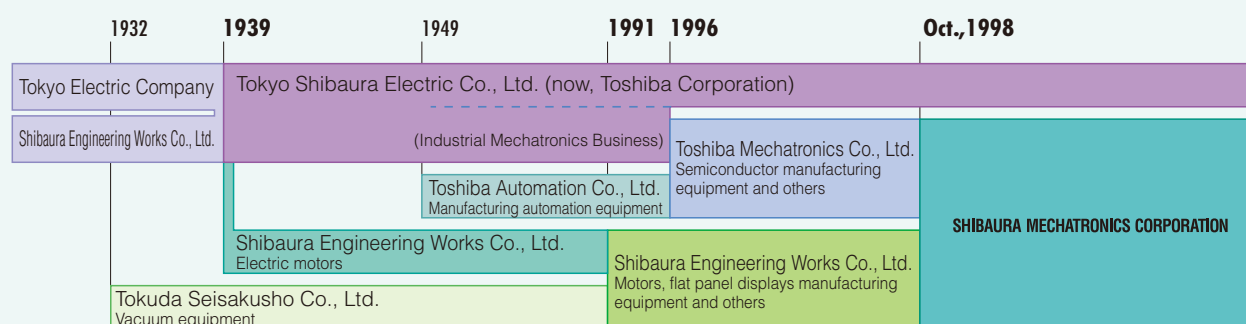 1932
1939
1949
1991
1996
Oct.,1998
Tokyo Electric Company
Tokyo Shibaura Electric Co., Ltd. (now, Toshiba Corporation)
Shibaura Engineering Works Co., Ltd.
(Industrial Mechatronics Business)
Toshiba Mechatronics Co., Ltd.
Semiconductor manufacturing
equipment and others
Toshiba Automation Co., Ltd.
Manufacturing automation equipment
SHIBAURA MECHATRONICS CORPORATION
Shibaura Engineering Works Co., Ltd.
Electric motors
Shibaura Engineering Works Co., Ltd.
Motors, flat panel displays manufacturing
equipment and others
Tokuda Seisakusho Co., Ltd.
Vacuum equipment